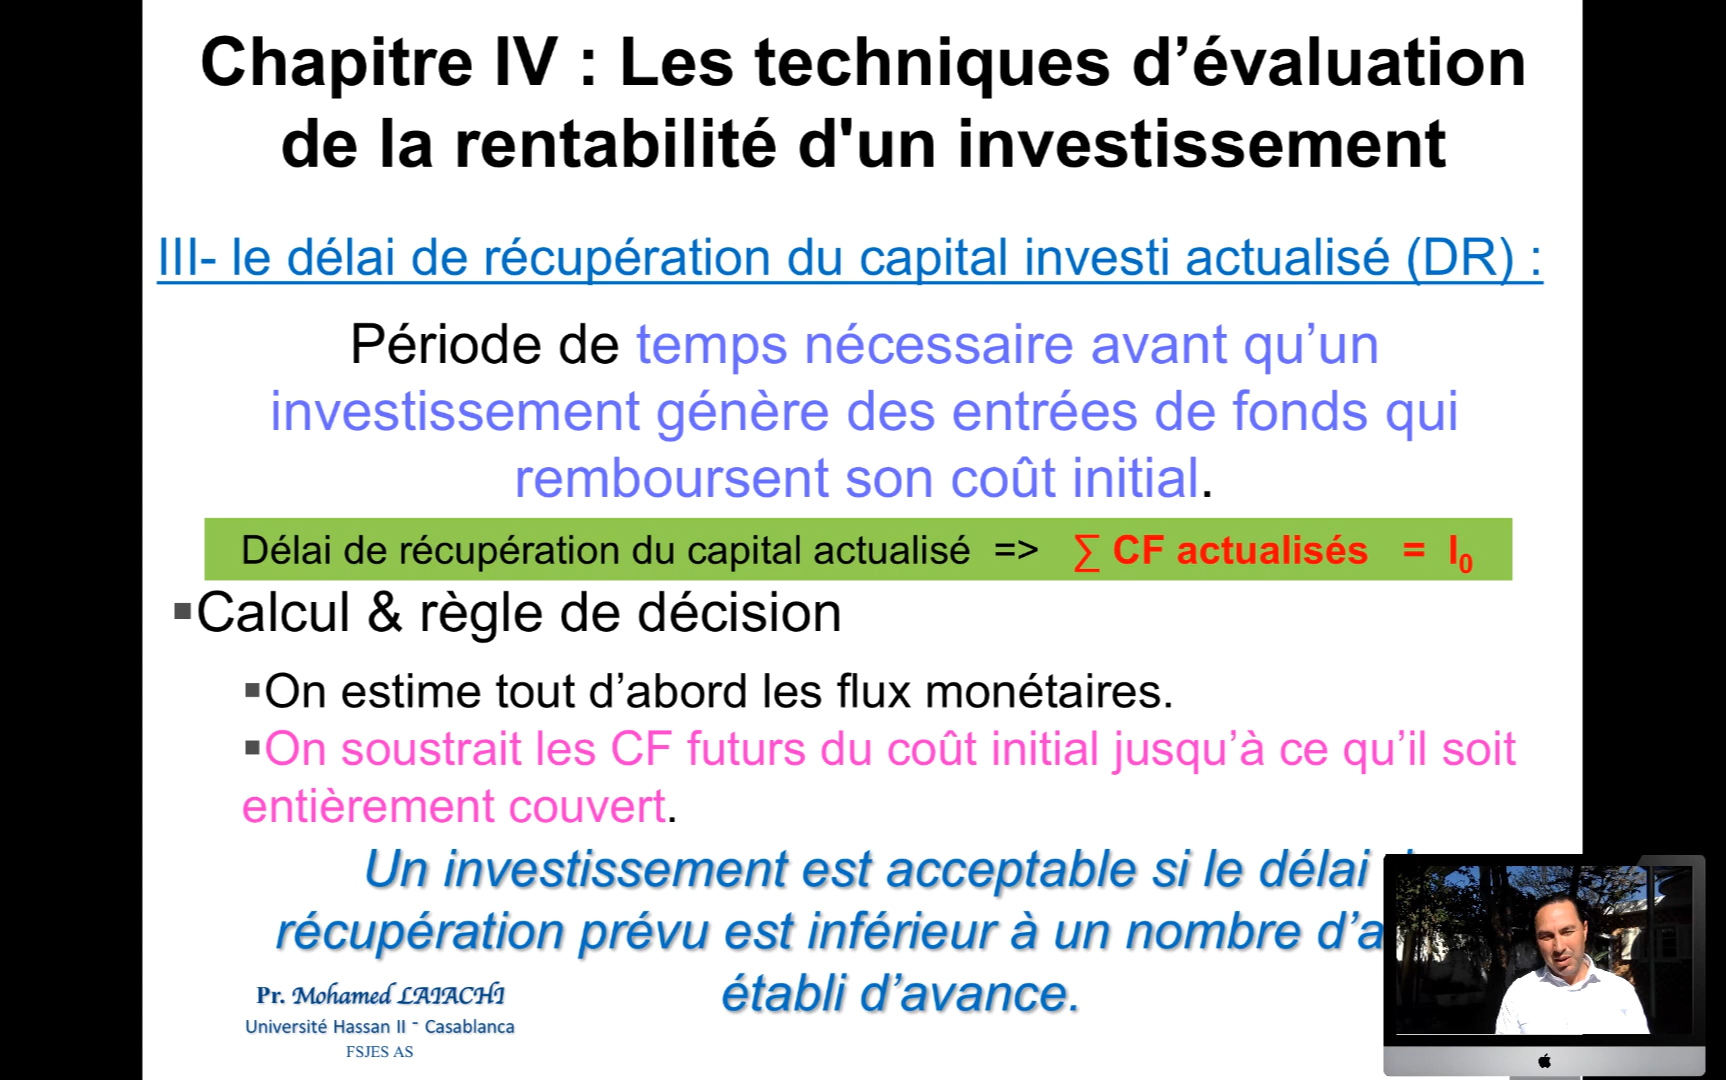 Chapitre IV : Les techniques d’évaluation
de la rentabilité d'un investissement
III- le délai de récupération du capital investi actualisé (DR) :
Période de temps nécessaire avant qu’un
investissement génère des entrées de fonds qui
remboursent son coût initial.
Délai de récupération du capital actualisé => ∑ CF actualisés = I₀
▪Calcul & règle de décision
▪On estime tout d’abord les flux monétaires.
▪On soustrait les CF futurs du coût initial jusqu’à ce qu’il soit
entièrement couvert.
Un investissement est acceptable si le délai
récupération prévu est inférieur à un nombre
établi d’avance.
Pr. Mohamed LAIACHI
Université Hassan II - Casablanca
FSJES AS